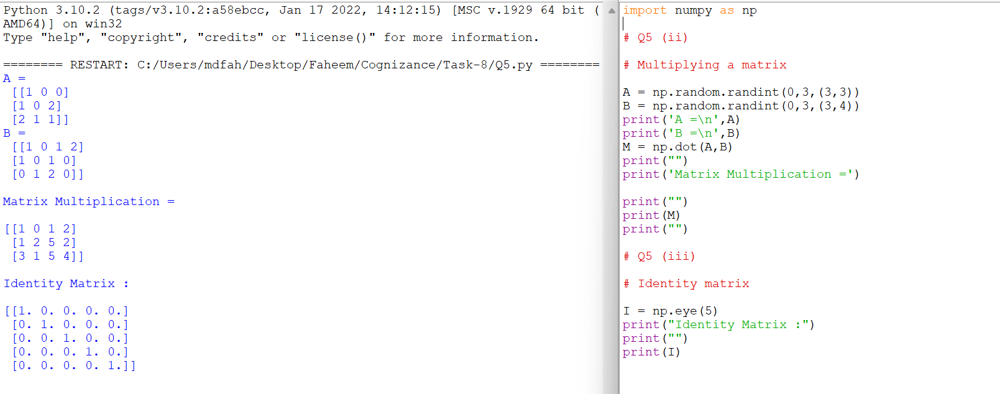 Python 3.10.2 (tags/v3.10.2:a58ebcc, Jan 17 2022, 14:12:15) [MSC v.1929 64 bit (
AMD64)] on win32
Type "help", "copyright", "credits" or "license()" for more information.
======== RESTART: C:/Users/mdfah/Desktop/Faheem/Cognizance/Task-8/Q5.py ========
A =
[[1 0 0]
[1 0 2]
[2 1 1]]
B =
[[1 0 1 2]
[1 0 1 0]
[0 1 2 0]]
Matrix Multiplication =
[[1 0 1 2]
[1 2 5 2]
[3 1 5 4]]
Identity Matrix :
[[1. 0. 0. 0. 0.]
[0. 1. 0. 0. 0.]
[0. 0. 1. 0. 0.]
[0. 0. 0. 1. 0.]
[0. 0. 0. 0. 1.]]
import numpy as np
# Q5 (ii)
# Multiplying a matrix
A = np.random.randint(0,3,(3,3))
B = np.random.randint(0,3,(3,4))
print('A =\n',A)
print('B =\n',B)
M = np.dot(A,B)
print("")
print('Matrix Multiplication =')
print("")
print(M)
print("")
# Q5 (iii)
# Identity matrix
I = np.eye(5)
print("Identity Matrix :")
print("")
print(I)